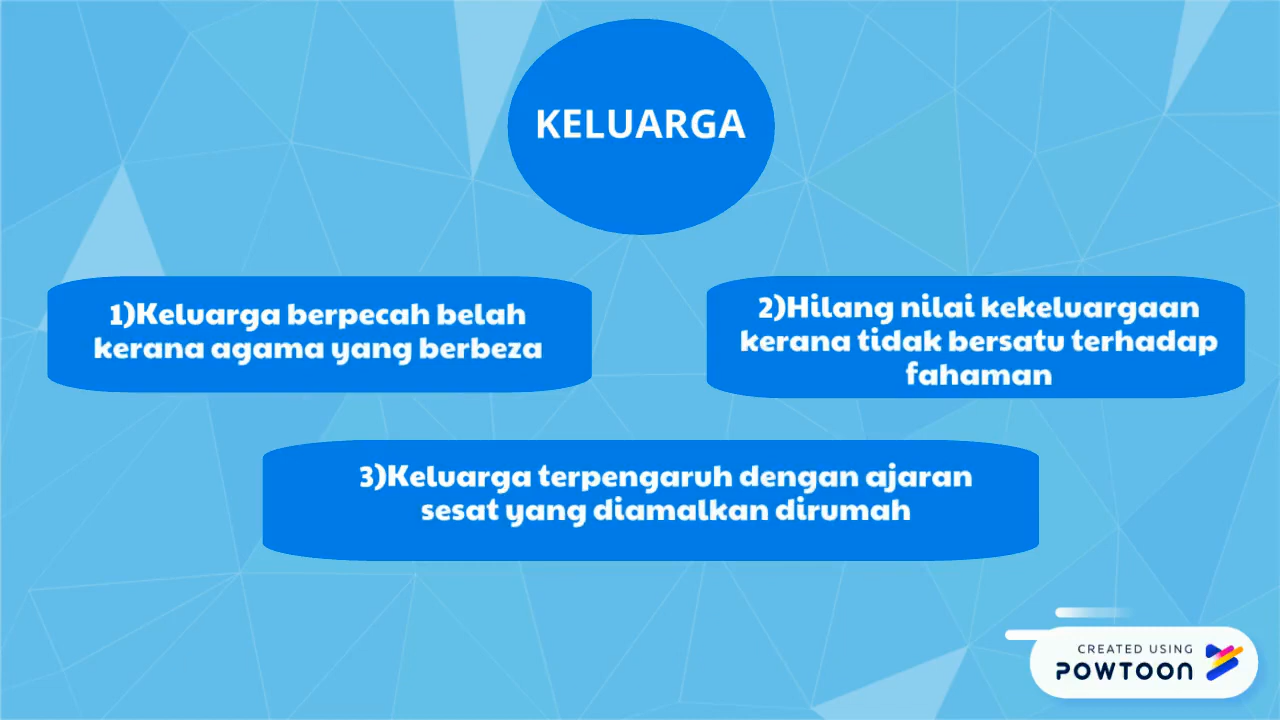 KELUARGA
1)Keluarga berpecah belah
kerana agama yang berbeza
2)Hilang nilai kekeluargaan
kerana tidak bersatu terhadap
fahaman
3)Keluarga terpengaruh dengan ajaran
sesat yang diamalkan dirumah
CREATED USING
POWTOON